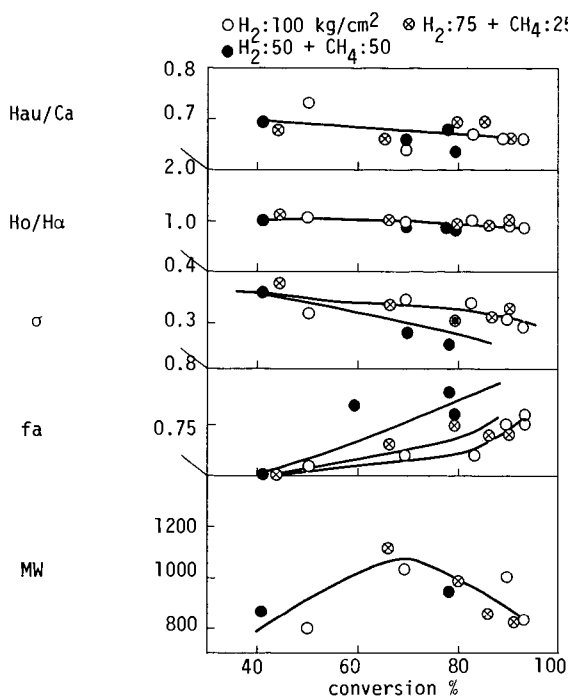 ○ H₂:100 kg/cm² ⊗ H₂:75 + CH₄:25
● H₂:50 + CH₄:50
0.8
Hau/Ca 0.7
2.0
Ho/Hα 1.0
0.4
σ 0.3
0.8
fa 0.75
1200
MW 1000
800
40 60 80 100
conversion %